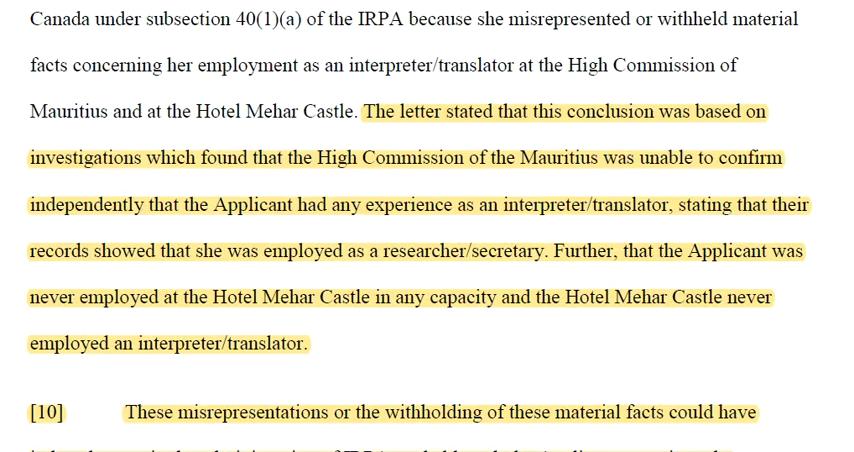 Canada under subsection 40(1)(a) of the IRPA because she misrepresented or withheld material
facts concerning her employment as an interpreter/translator at the High Commission of
Mauritius and at the Hotel Mehar Castle. The letter stated that this conclusion was based on
investigations which found that the High Commission of the Mauritius was unable to confirm
independently that the Applicant had any experience as an interpreter/translator, stating that their
records showed that she was employed as a researcher/secretary. Further, that the Applicant was
never employed at the Hotel Mehar Castle in any capacity and the Hotel Mehar Castle never
employed an interpreter/translator.
[10] These misrepresentations or the withholding of these material facts could have